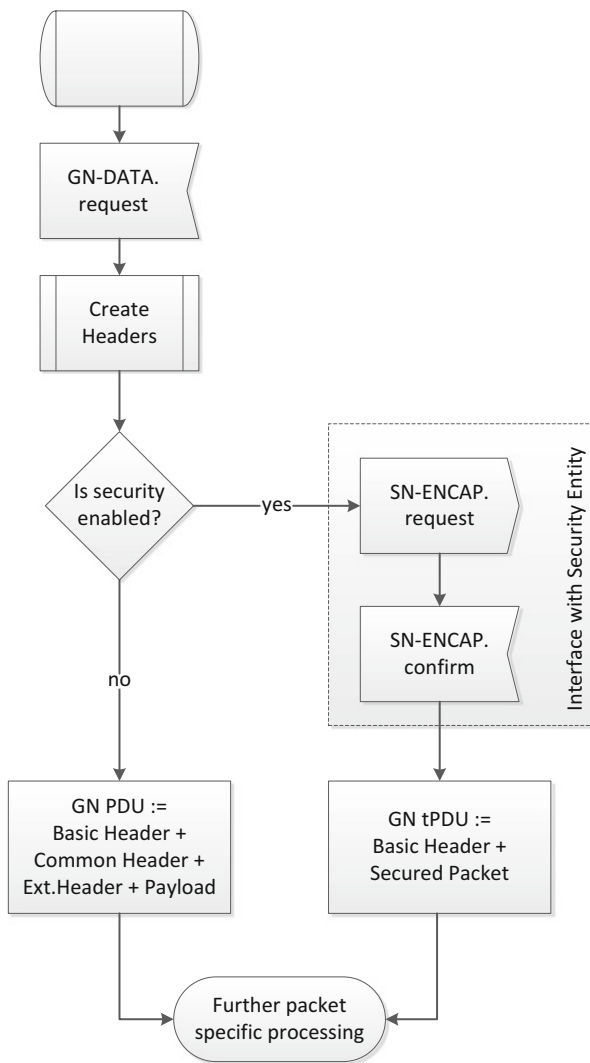 GN-DATA.
request
Create
Headers
Is security
enabled?
yes
no
SN-ENCAP.
request
SN-ENCAP.
confirm
Interface with Security Entity
GN PDU :=
Basic Header +
Common Header +
Ext.Header + Payload
GN tPDU :=
Basic Header +
Secured Packet
Further packet
specific processing